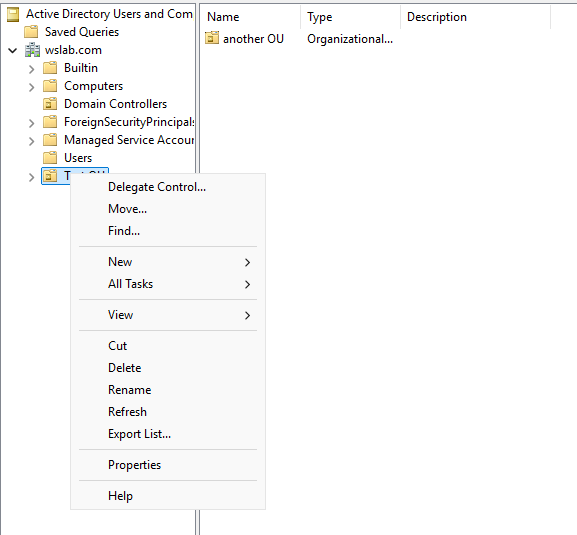 Active Directory Users and Com
Saved Queries
wslab.com
Builtin
Computers
Domain Controllers
ForeignSecurityPrincipals
Managed Service Accour
Users
Name Type Description
another OU Organizational...
Delegate Control...
Move...
Find...
New
All Tasks
View
Cut
Delete
Rename
Refresh
Export List...
Properties
Help